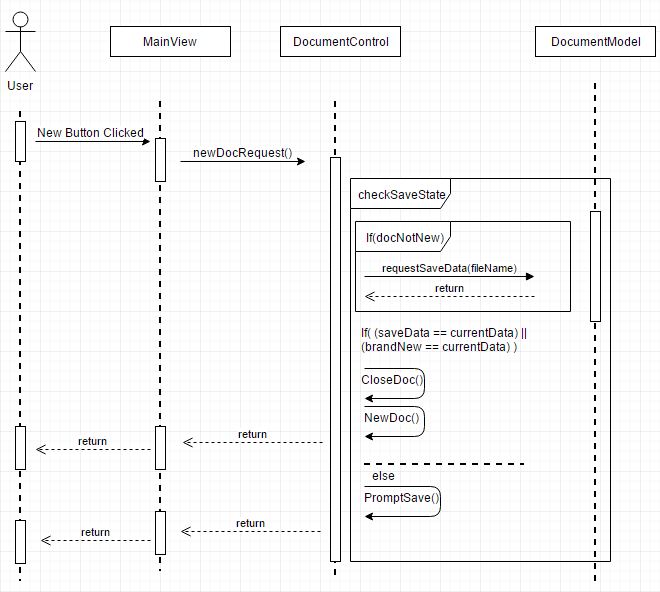 MainView
DocumentControl
DocumentModel
User
New Button Clicked
newDocRequest()
checkSaveState
If(docNotNew)
requestSaveData(fileName)
return
If( (saveData == currentData) ||
(brandNew == currentData) )
CloseDoc()
NewDoc()
return
return
else
PromptSave()
return
return